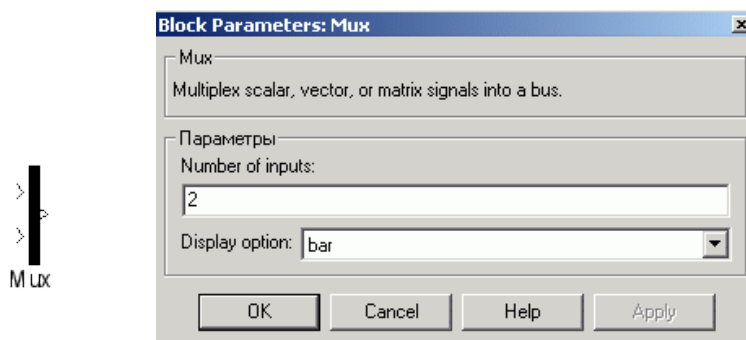 Block Parameters: Mux
Mux
Multiplex scalar, vector, or matrix signals into a bus.
Параметры
Number of inputs:
2
Display option: bar
Mux
OK Cancel Help Apply